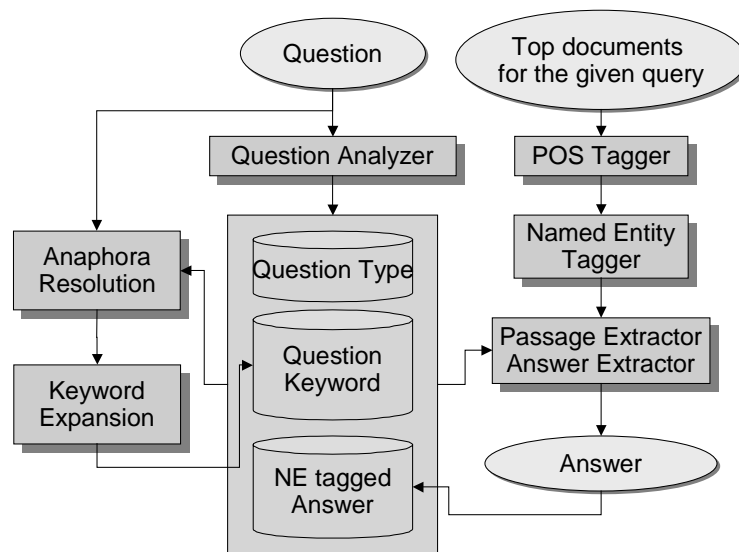 Question
Top documents
for the given query
Question Analyzer
POS Tagger
Anaphora
Resolution
Question Type
Named Entity
Tagger
Question
Keyword
Passage Extractor
Answer Extractor
Keyword
Expansion
NE tagged
Answer
Answer